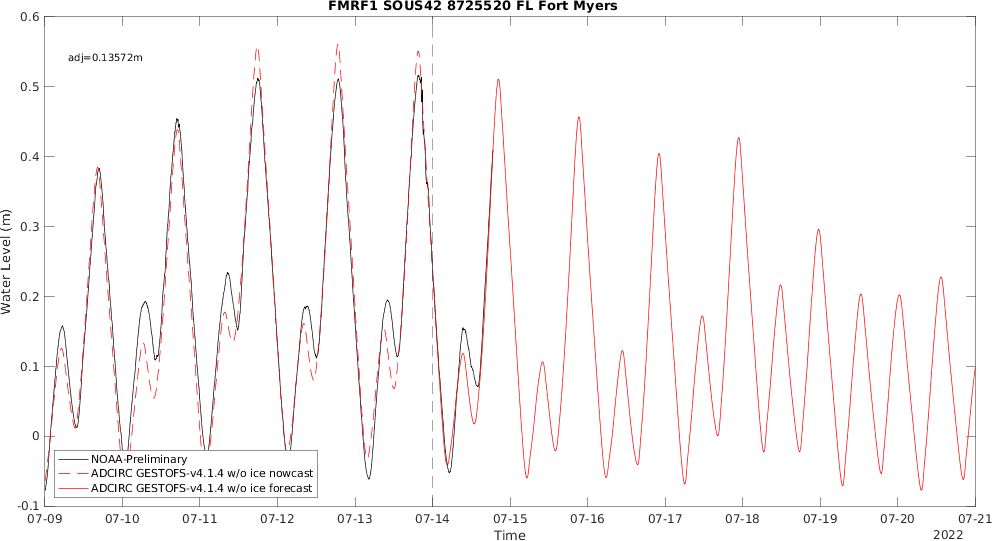 FMRF1 SOUS42 8725520 FL Fort Myers
0.6
0.5
0.4
0.3
0.2
0.1
0
-0.1
Water Level (m)
adj=0.13572m
NOAA-Preliminary
ADCIRC GESTOFS-v4.1.4 w/o ice nowcast
ADCIRC GESTOFS-v4.1.4 w/o ice forecast
07-09 07-10 07-11 07-12 07-13 07-14 07-15 07-16 07-17 07-18 07-19 07-20 07-21
Time
2022